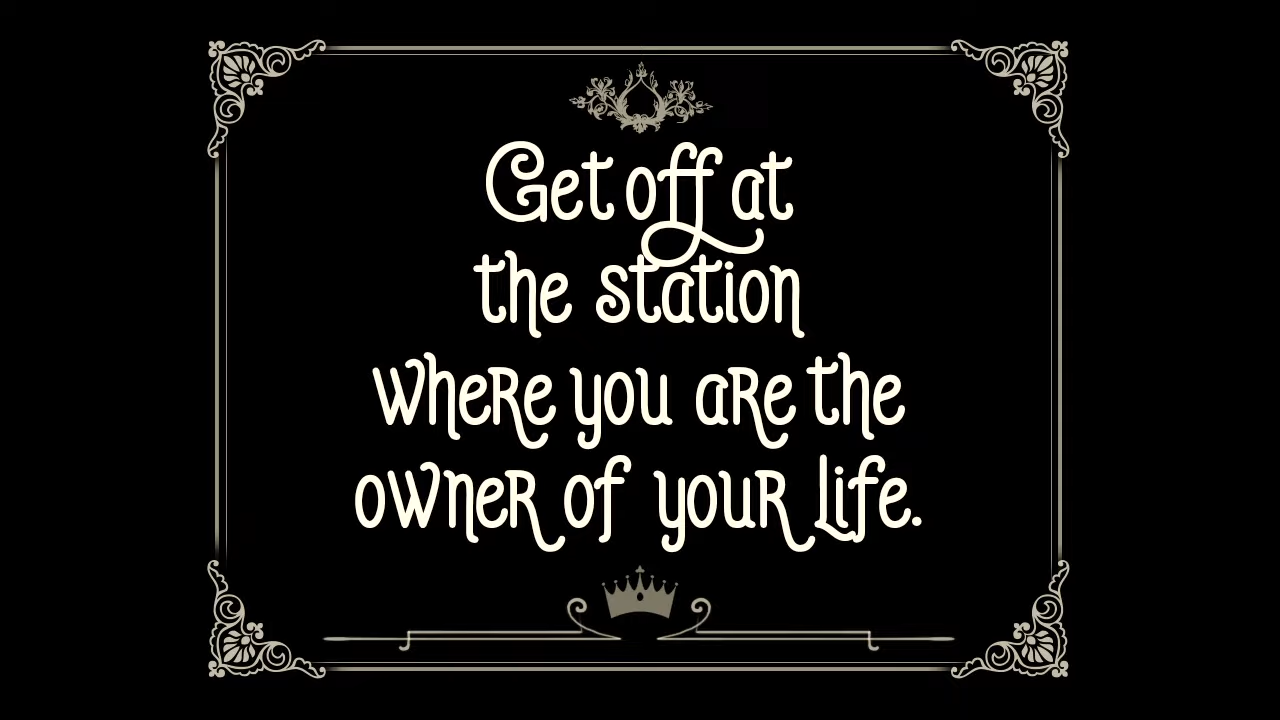 Get off at
the station
where you are the
owner of your life.